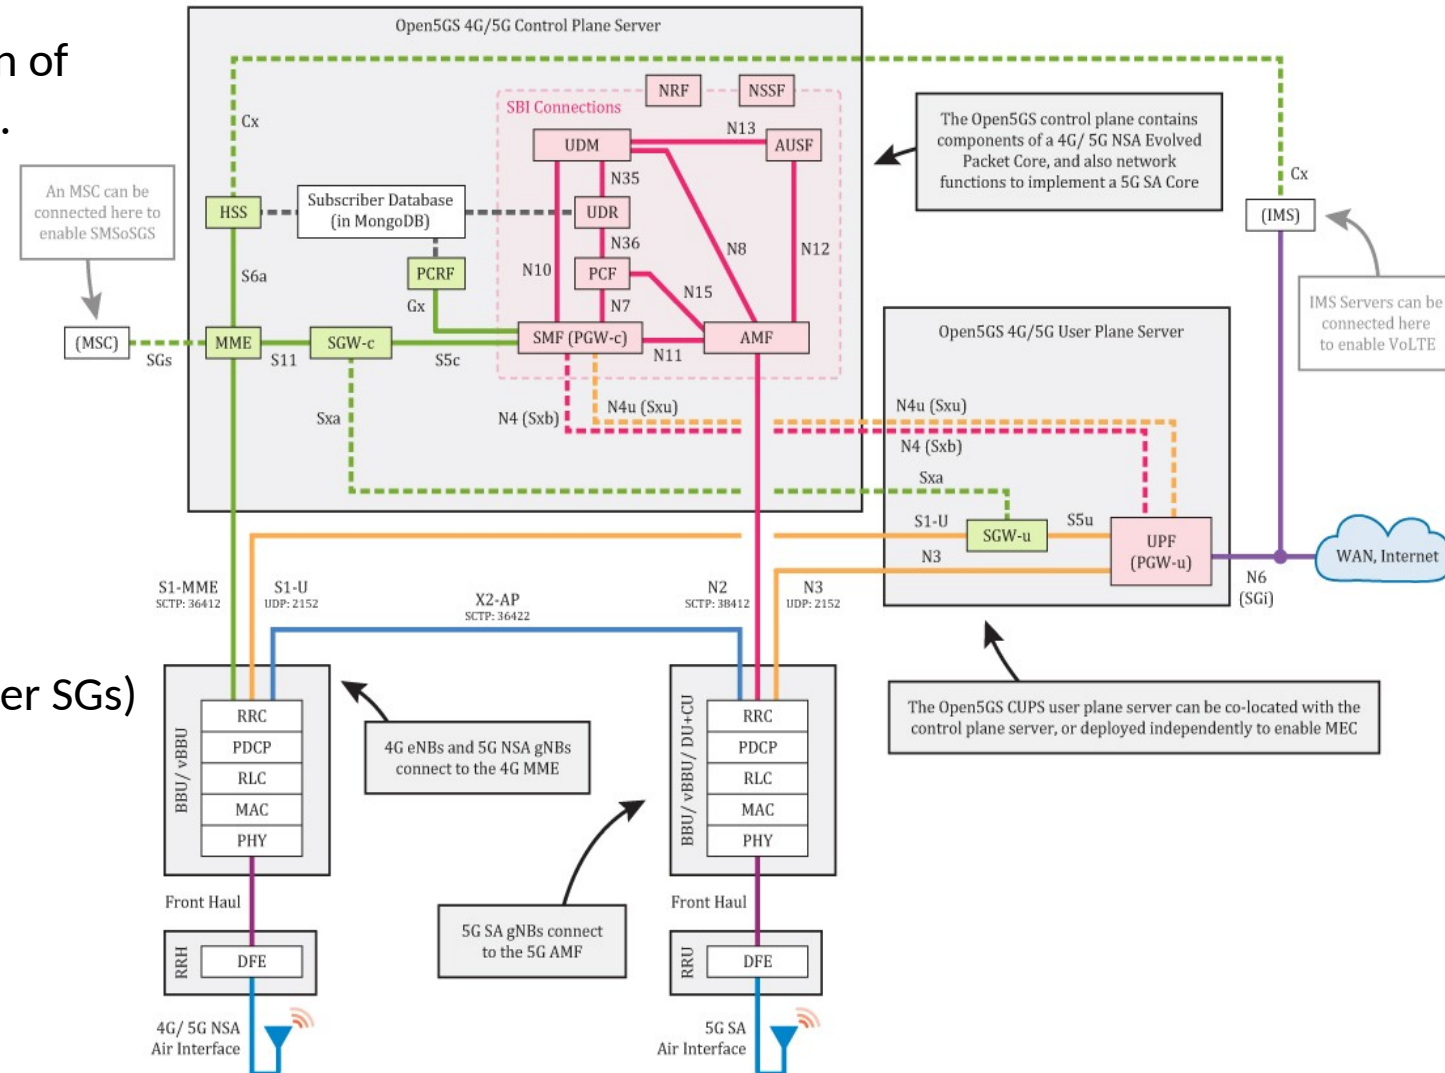 n of
.
er SGs)
Open5GS 4G/5G Control Plane Server
NRF
NSSF
SBI Connections
Cx
UDM
N13
AUSF
The Open5GS control plane contains
components of a 4G/ 5G NSA Evolved
Packet Core, and also network
functions to implement a 5G SA Core
An MSC can be
connected here to
enable SMSoSGS
HSS
Subscriber Database
(in MongoDB)
N35
UDR
Cx
(IMS)
S6a
PCRF
Gx
N10
N36
PCF
N7
N15
N8
N12
IMS Servers can be
connected here
to enable VoLTE
(MSC)
SGs
MME
S11
SGW-c
S5c
SMF (PGW-c)
N11
AMF
Open5GS 4G/5G User Plane Server
Sxa
N4 (Sxb)
N4u (Sxu)
N4u (Sxu)
N4 (Sxb)
Sxa
S1-U
SGW-u
S5u
N3
UPF
(PGW-u)
N6
(SGi)
WAN, Internet
S1-MME
SCTP: 36412
S1-U
UDP: 2152
X2-AP
SCTP: 36422
N2
SCTP: 38412
N3
UDP: 2152
BBU/ vBBU
RRC
PDCP
RLC
MAC
PHY
4G eNBs and 5G NSA gNBs
connect to the 4G MME
BBU/ vBBU/ DU+CU
RRC
PDCP
RLC
MAC
PHY
The Open5GS CUPS user plane server can be co-located with the
control plane server, or deployed independently to enable MEC
Front Haul
RRH
DFE
4G/ 5G NSA
Air Interface
5G SA gNBs connect
to the 5G AMF
Front Haul
RRU
DFE
5G SA
Air Interface